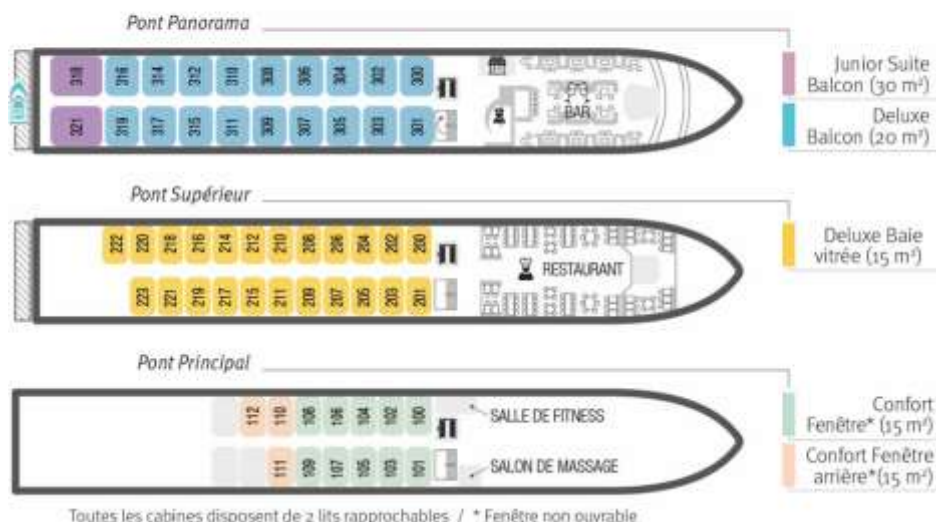 Pont Panorama
318 316 314 312 310 308 306 304 302 300
BAR
321 319 317 315 311 309 307 305 303 301
Junior Suite
Balcon (30 m²)
Deluxe
Balcon (20 m²)
Pont Supérieur
222 220 218 216 214 212 210 208 206 204 202 200
RESTAURANT
223 221 219 217 215 211 209 207 205 203 201
Deluxe Baie
vitrée (15 m²)
Pont Principal
112 110 108 106 104 102 100
SALLE DE FITNESS
111 109 107 105 103 101
SALON DE MASSAGE
Confort
Fenêtre* (15 m²)
Confort Fenêtre
arrière*(15 m²)
Toutes les cabines disposent de 2 lits rapprochables / * Fenêtre non ouvrable